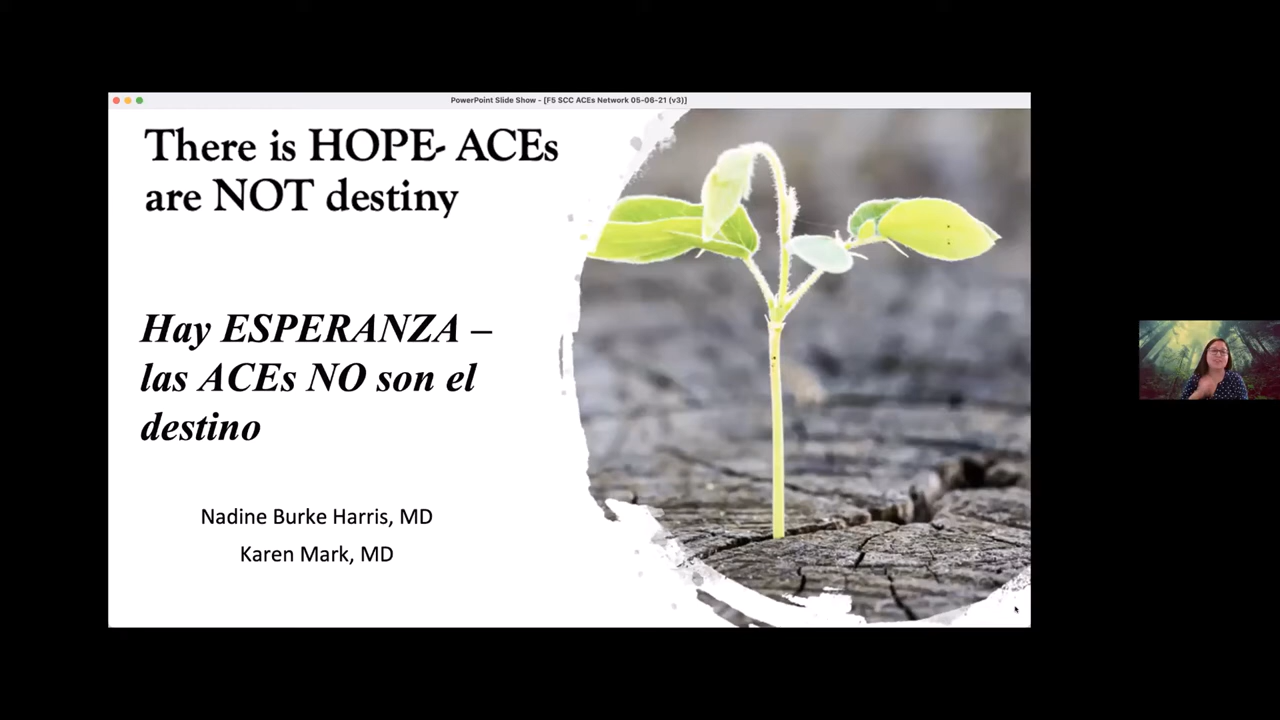 PowerPoint Slide Show - [F5 SCC ACEs Network 05-06-21 (v3)]
There is HOPE- ACEs
are NOT destiny
Hay ESPERANZA –
las ACEs NO son el
destino
Nadine Burke Harris, MD
Karen Mark, MD